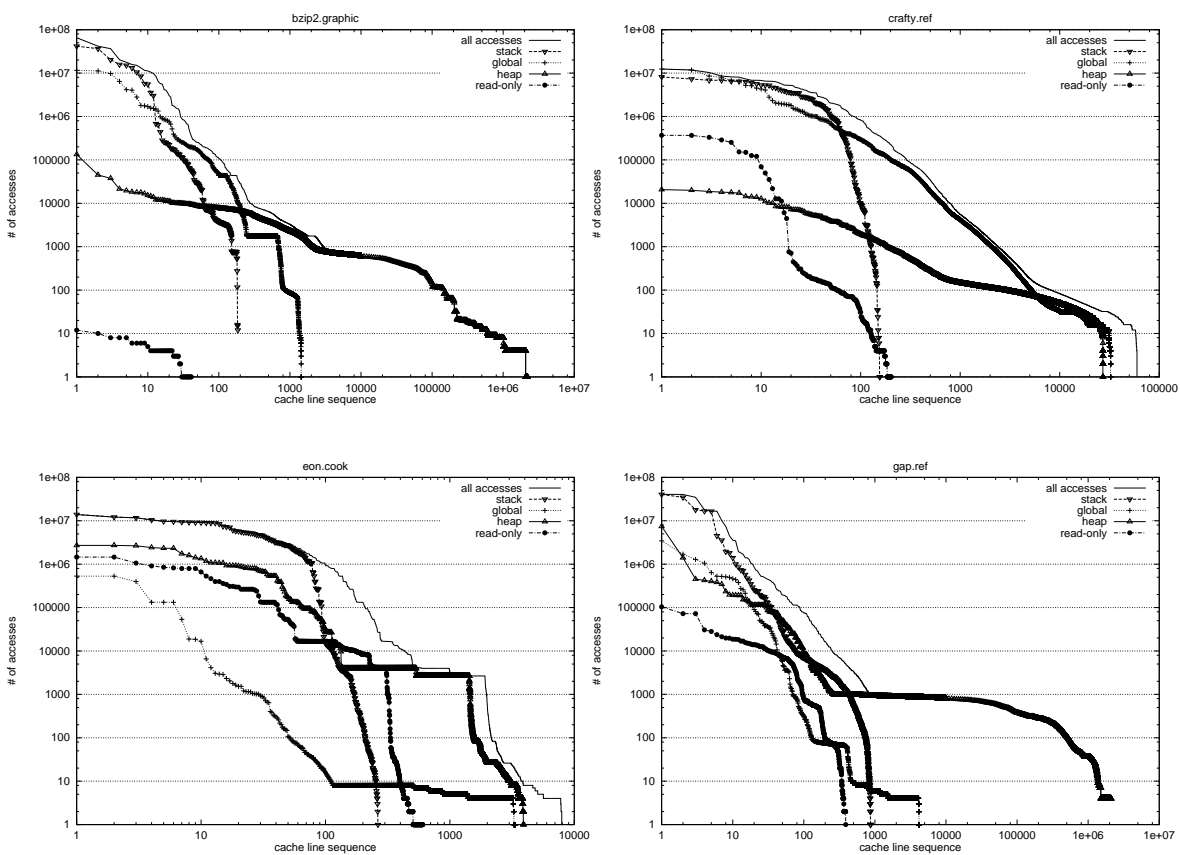 bzip2.graphic
1e+08
1e+07
1e+06
100000
10000
1000
100
10
1
# of accesses
all accesses
stack
global
heap
read-only
1 10 100 1000 10000 100000 1e+06 1e+07
cache line sequence
crafty.ref
1e+08
1e+07
1e+06
100000
10000
1000
100
10
1
# of accesses
all accesses
stack
global
heap
read-only
1 10 100 1000 10000 100000
cache line sequence
eon.cook
1e+08
1e+07
1e+06
100000
10000
1000
100
10
1
# of accesses
all accesses
stack
global
heap
read-only
1 10 100 1000 10000
cache line sequence
gap.ref
1e+08
1e+07
1e+06
100000
10000
1000
100
10
1
# of accesses
all accesses
stack
global
heap
read-only
1 10 100 1000 10000 100000 1e+06 1e+07
cache line sequence